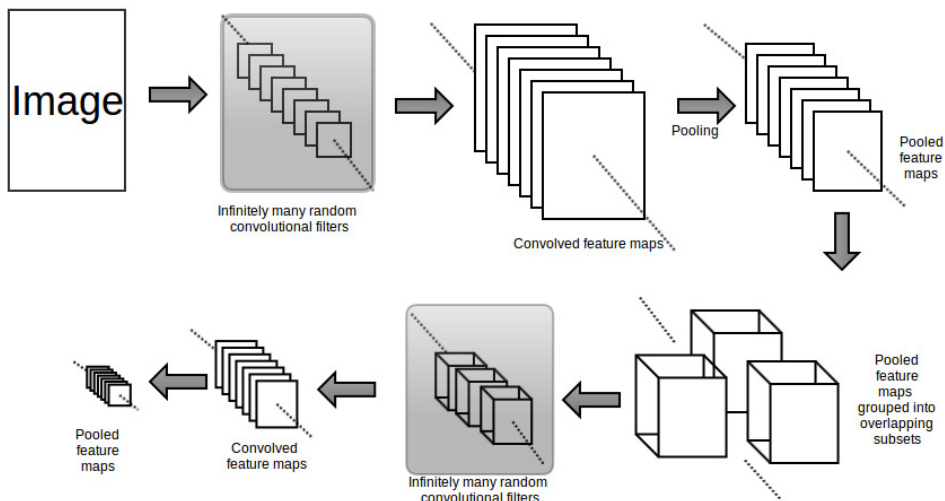 Image
Infinitely many random
convolutional filters
Convolved feature maps
Pooling
Pooled
feature
maps
Pooled
feature
maps
grouped into
overlapping
subsets
Infinitely many random
convolutional filters
Convolved
feature maps
Pooled
feature
maps